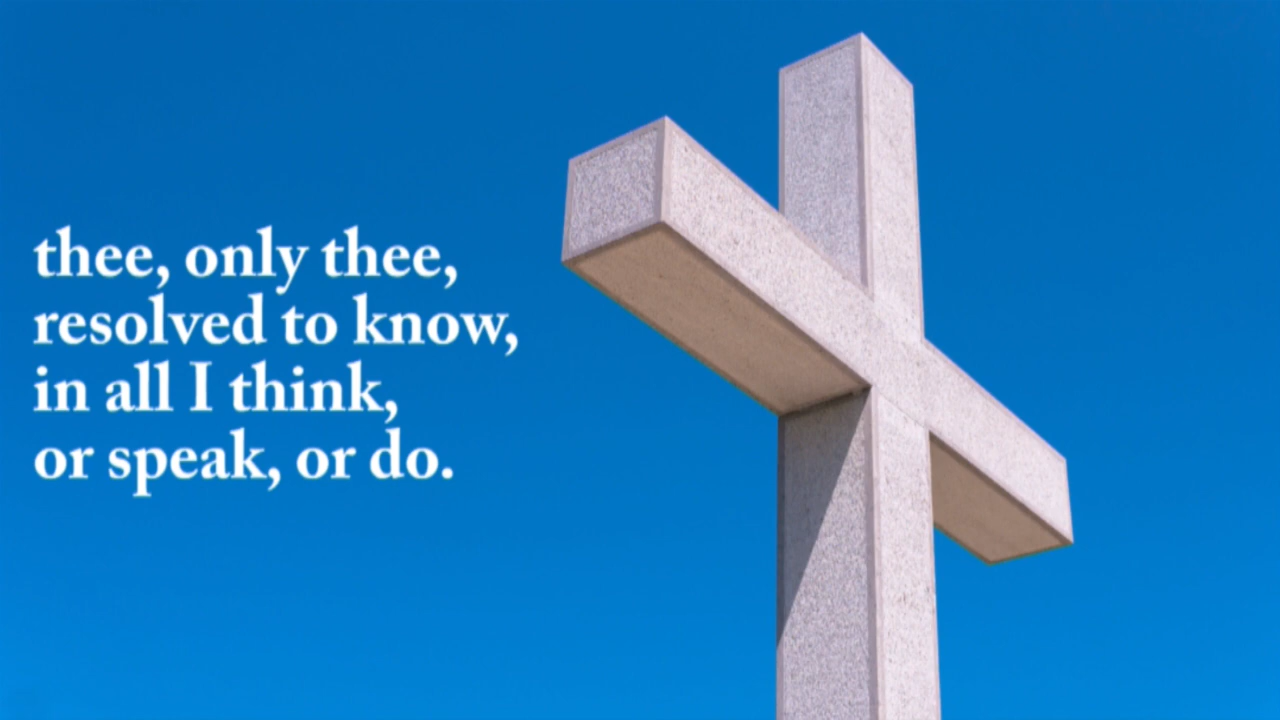 thee, only thee,
resolved to know,
in all I think,
or speak, or do.